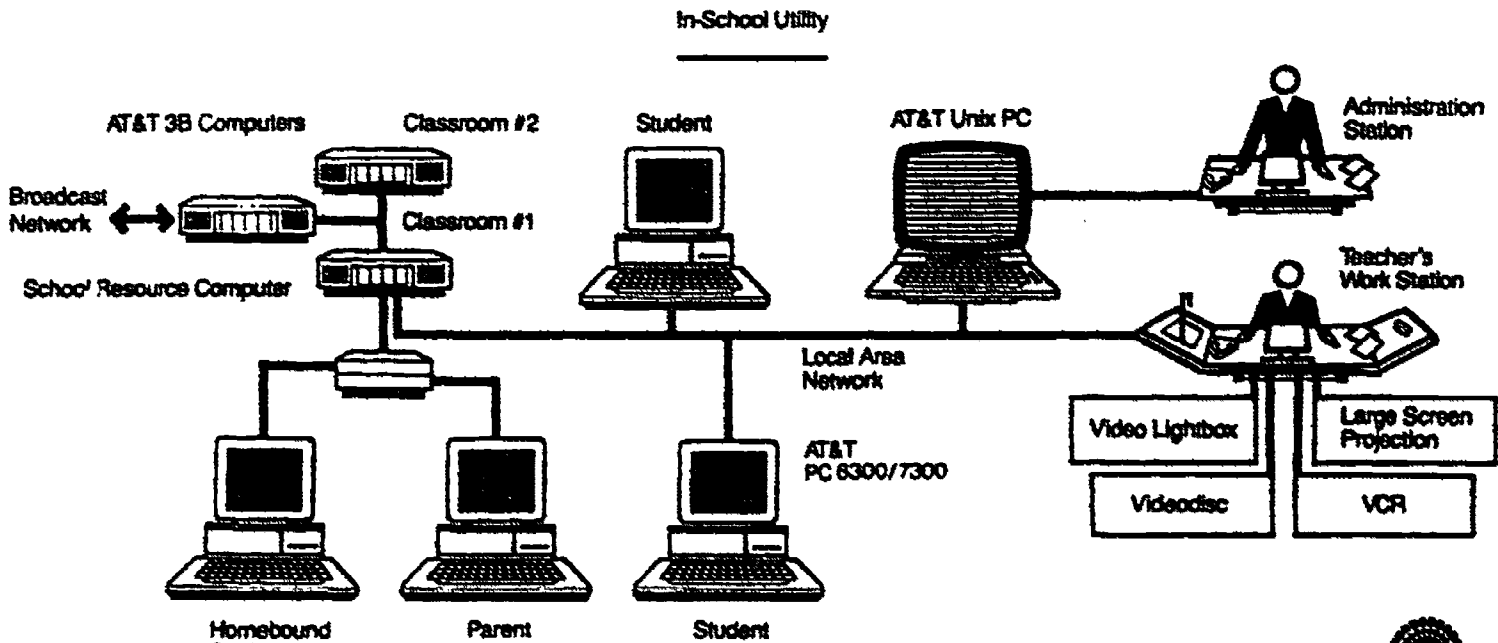 In-School Utility
AT&T 3B Computers
Classroom #2
Student
AT&T Unix PC
Administration
Station
Broadcast
Network
Classroom #1
School Resource Computer
Teacher's
Work Station
Local Area
Network
Video Lightbox
Large Screen
Projection
AT&T
PC 6300/7300
Videodisc
VCR
Homebound
Parent
Student